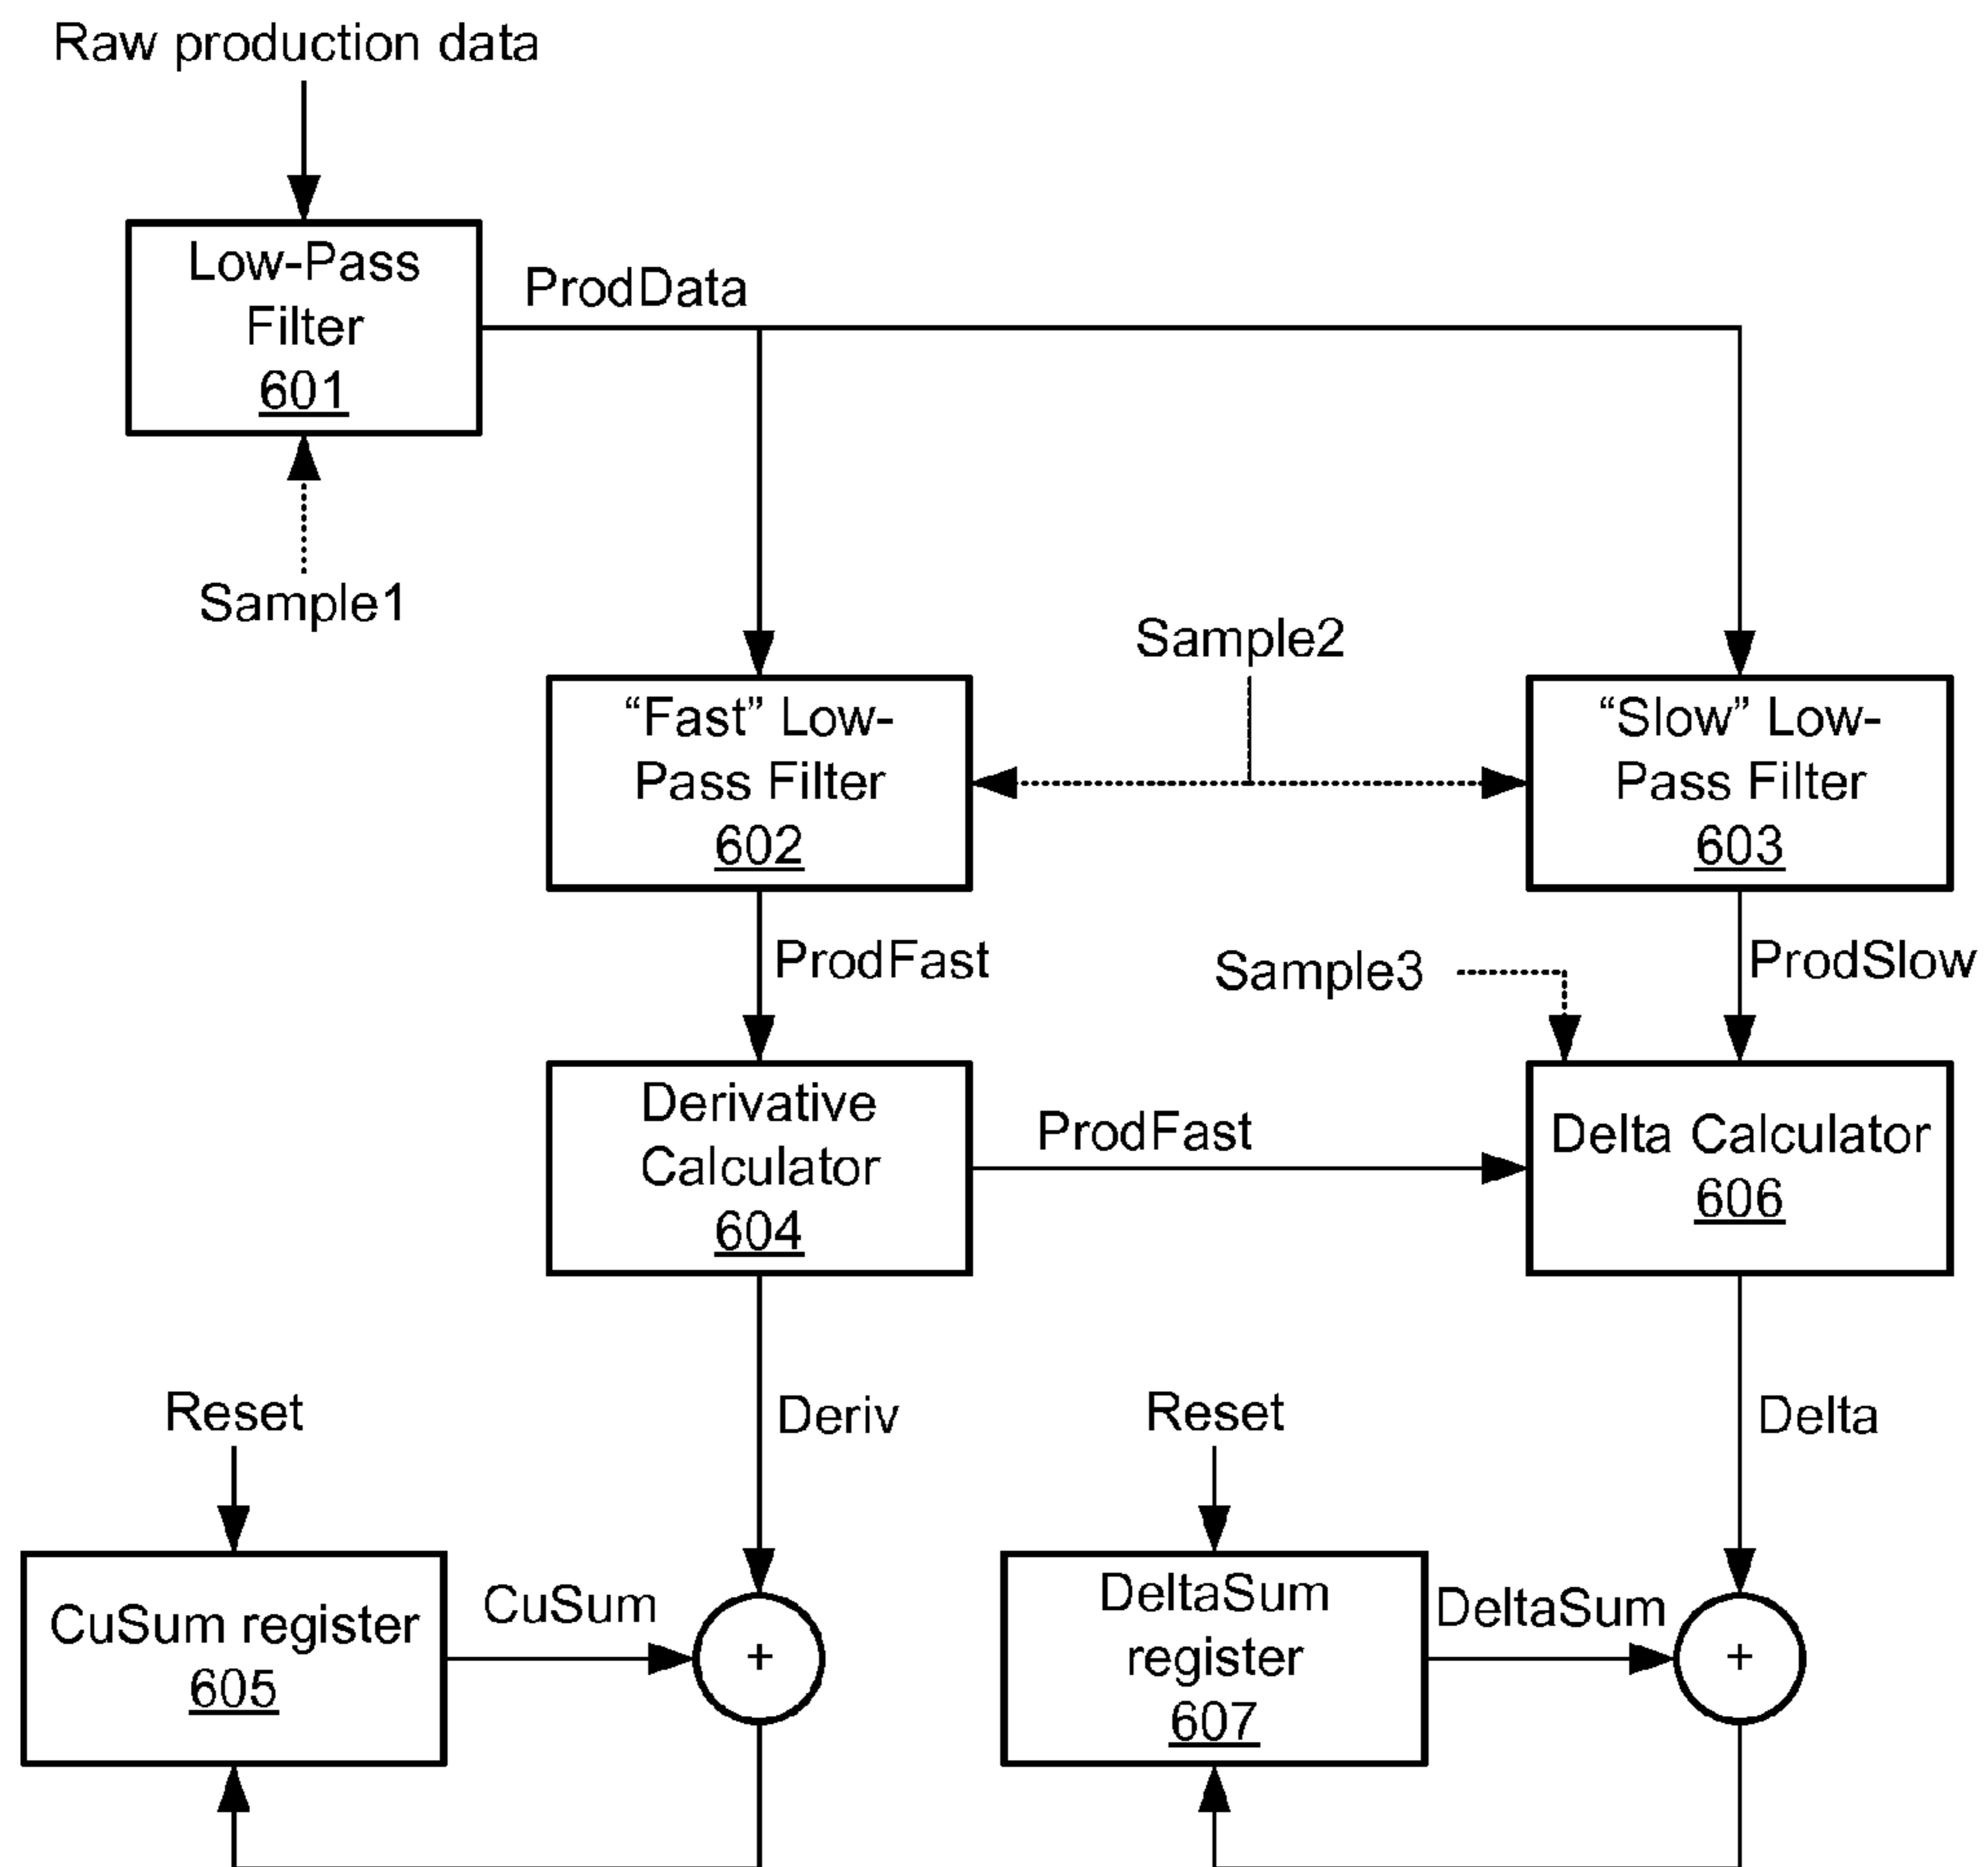 Raw production data
Low-Pass
Filter
601
ProdData
Sample1
Sample2
“Fast” Low-
Pass Filter
602
“Slow” Low-
Pass Filter
603
ProdFast
Sample3
ProdSlow
Derivative
Calculator
604
ProdFast
Delta Calculator
606
Reset
Deriv
Reset
Delta
CuSum register
605
CuSum
+
DeltaSum
register
607
DeltaSum
+